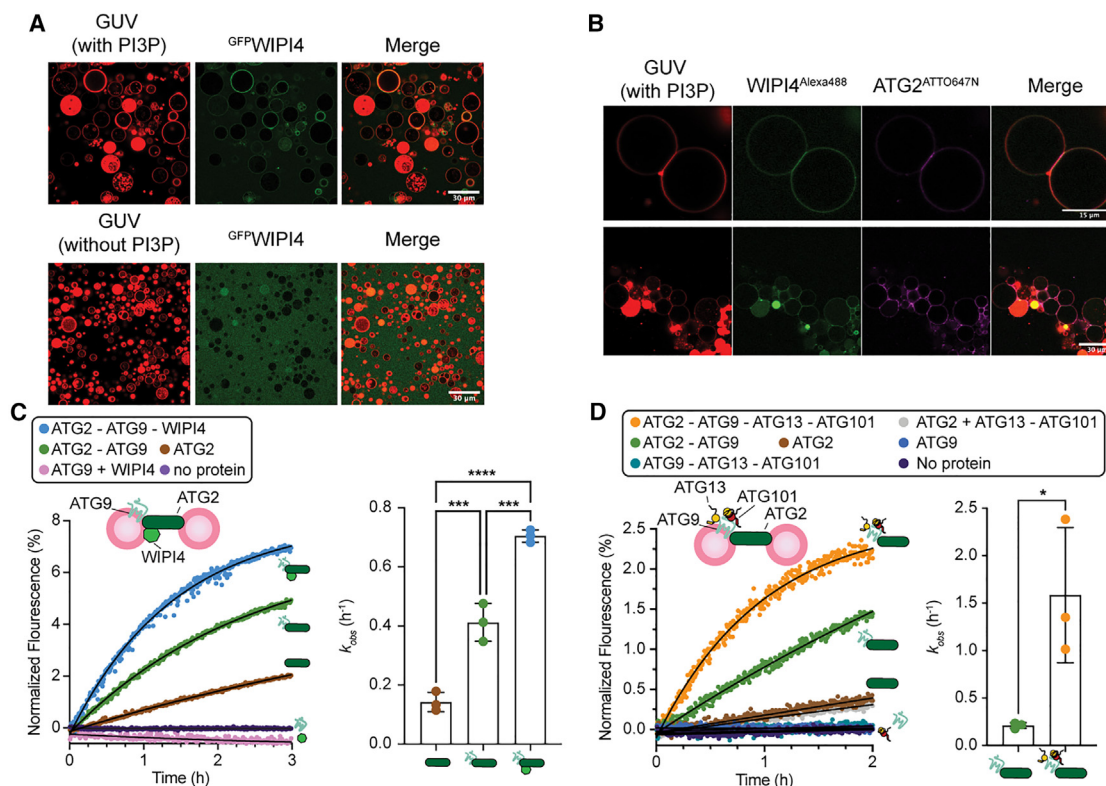 A
GUV
(with PI3P)
GFPWIPI4
Merge
30 µm
GUV
(without PI3P)
GFPWIPI4
Merge
30 µm
B
GUV
(with PI3P)
WIPI4Alexa488
ATG2ATTO647N
Merge
15 µm
30 µm
C
ATG2 - ATG9 - WIPI4
ATG2 - ATG9
ATG2
ATG9 + WIPI4
no protein
ATG9
ATG2
WIPI4
Normalized Flourescence (%)
8
6
4
2
0
0
1
2
3
Time (h)
****
***
***
kobs (h-1)
0.8
0.6
0.4
0.2
0.0
D
ATG2 - ATG9 - ATG13 - ATG101
ATG2 + ATG13 - ATG101
ATG2 - ATG9
ATG2
ATG9
ATG9 - ATG13 - ATG101
No protein
ATG13
ATG101
ATG9
ATG2
Normalized Flourescence (%)
2.5
2.0
1.5
1.0
0.5
0.0
0
1
2
Time (h)
*
kobs (h-1)
2.5
2.0
1.5
1.0
0.5
0.0